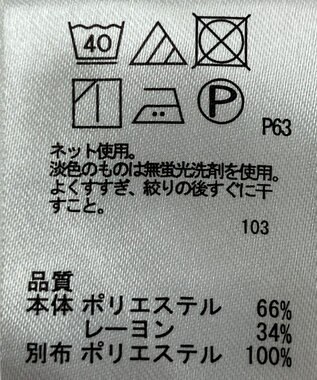 40
P
P63
ネット使用。
淡色のものは無蛍光洗剤を使用。
よくすすぎ、絞りの後すぐに干
すこと。
103
品質
本体 ポリエステル 66%
レーヨン 34%
別布 ポリエステル 100%